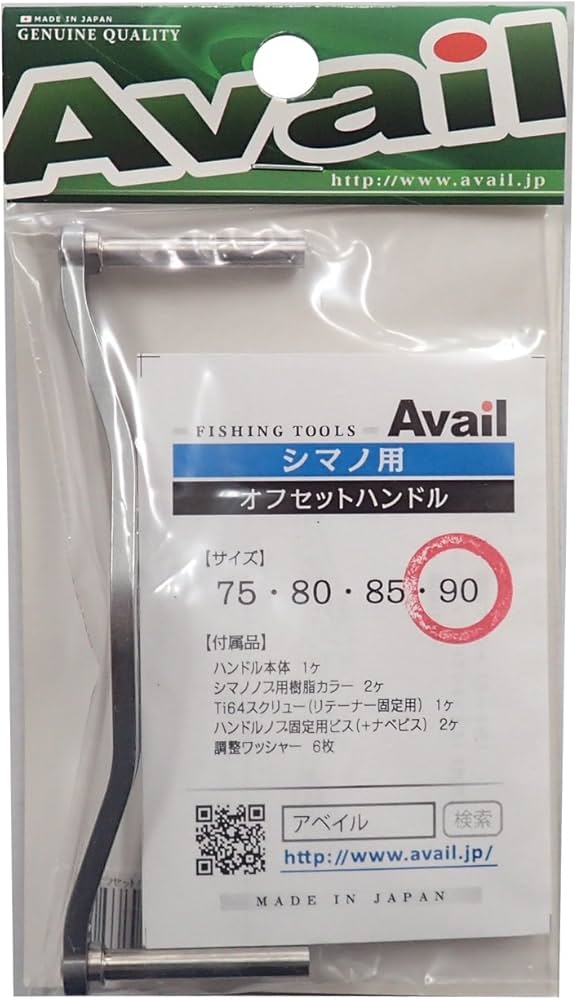 MADE IN JAPAN
GENUINE QUALITY
Avail
http://www.avail.jp
FISHING TOOLS Avail
シマノ用
オフセットハンドル
【サイズ】
75・80・85・90
【付属品】
ハンドル本体 1ヶ
シマノノブ用樹脂カラー 2ヶ
Ti64スクリュー(リテーナー固定用) 1ヶ
ハンドルノブ固定用ビス(+ナベビス) 2ヶ
調整ワッシャー 6枚
アベイル 検索
http://www.avail.jp/
MADE IN JAPAN